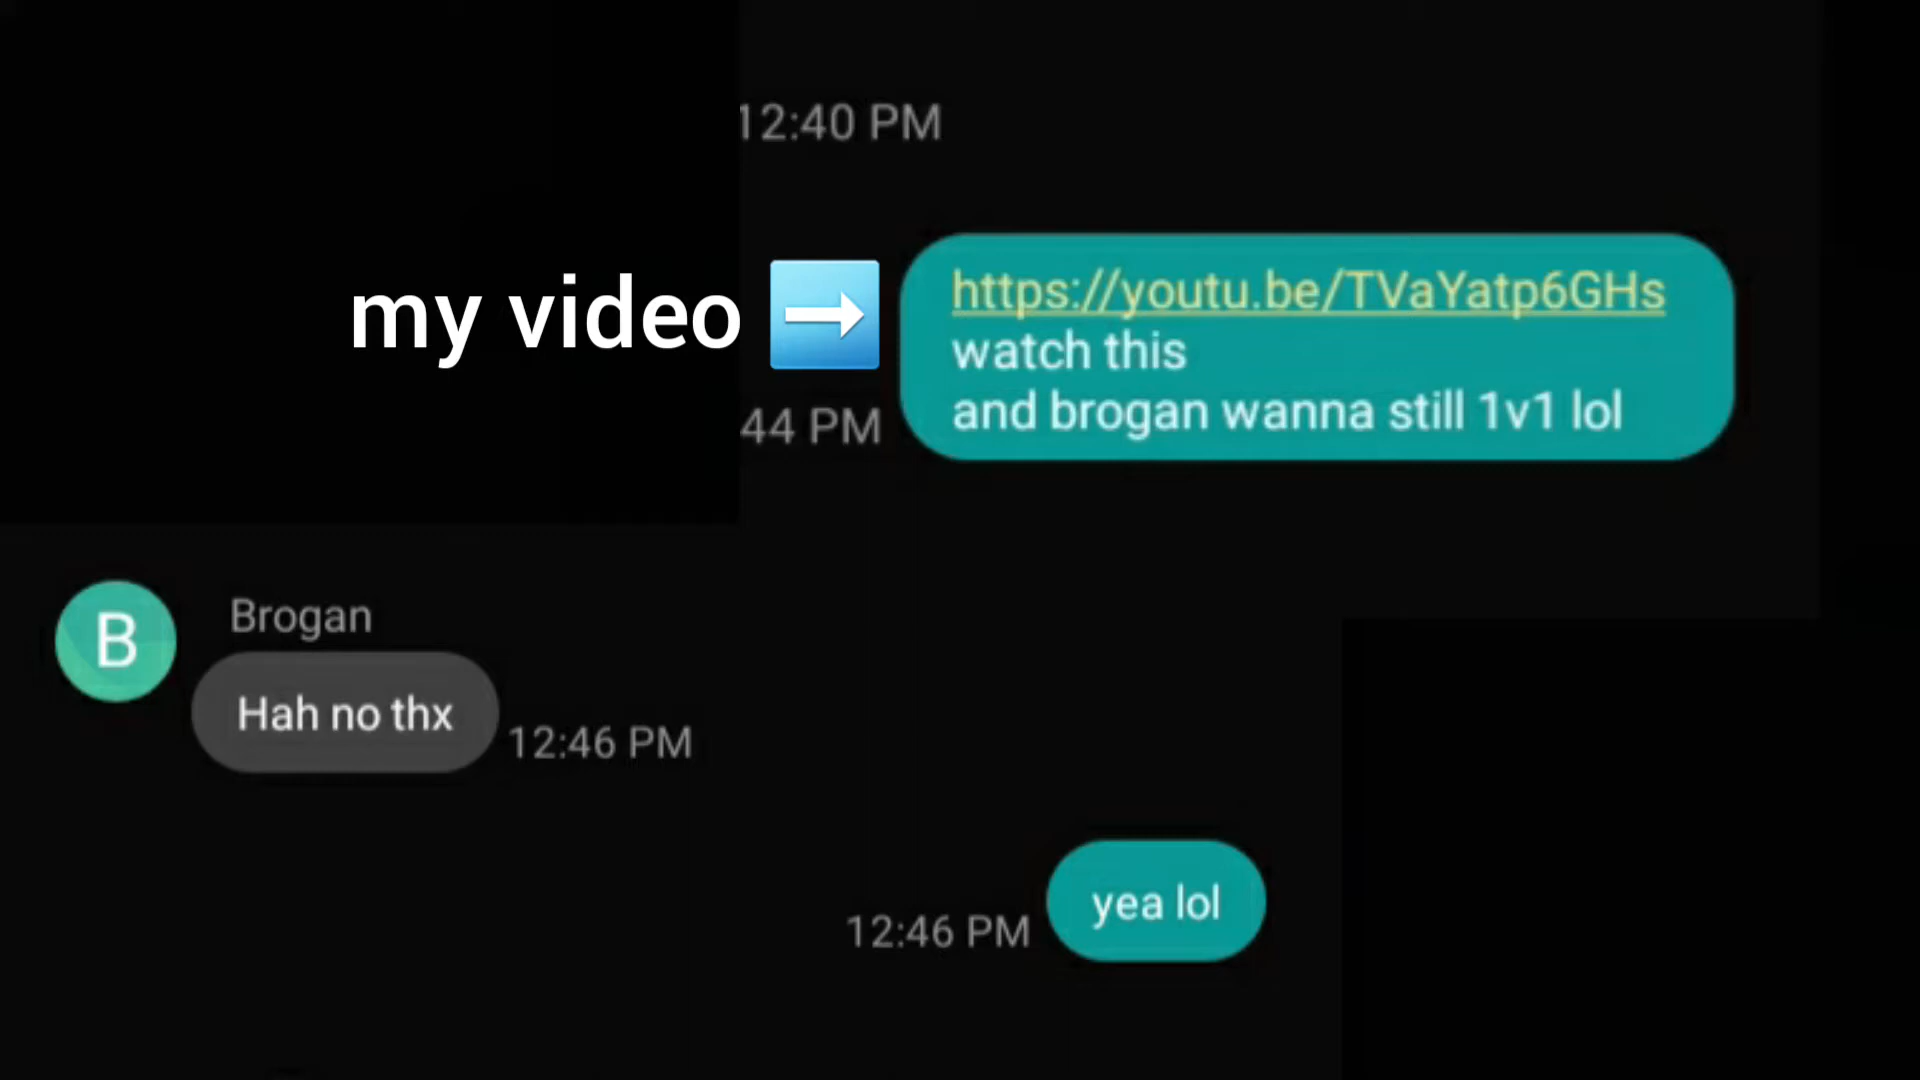 12:40 PM
my video ➡️
https://youtu.be/TVaYatp6GHs
watch this
and brogan wanna still 1v1 lol
44 PM
B
Brogan
Hah no thx
12:46 PM
yea lol
12:46 PM